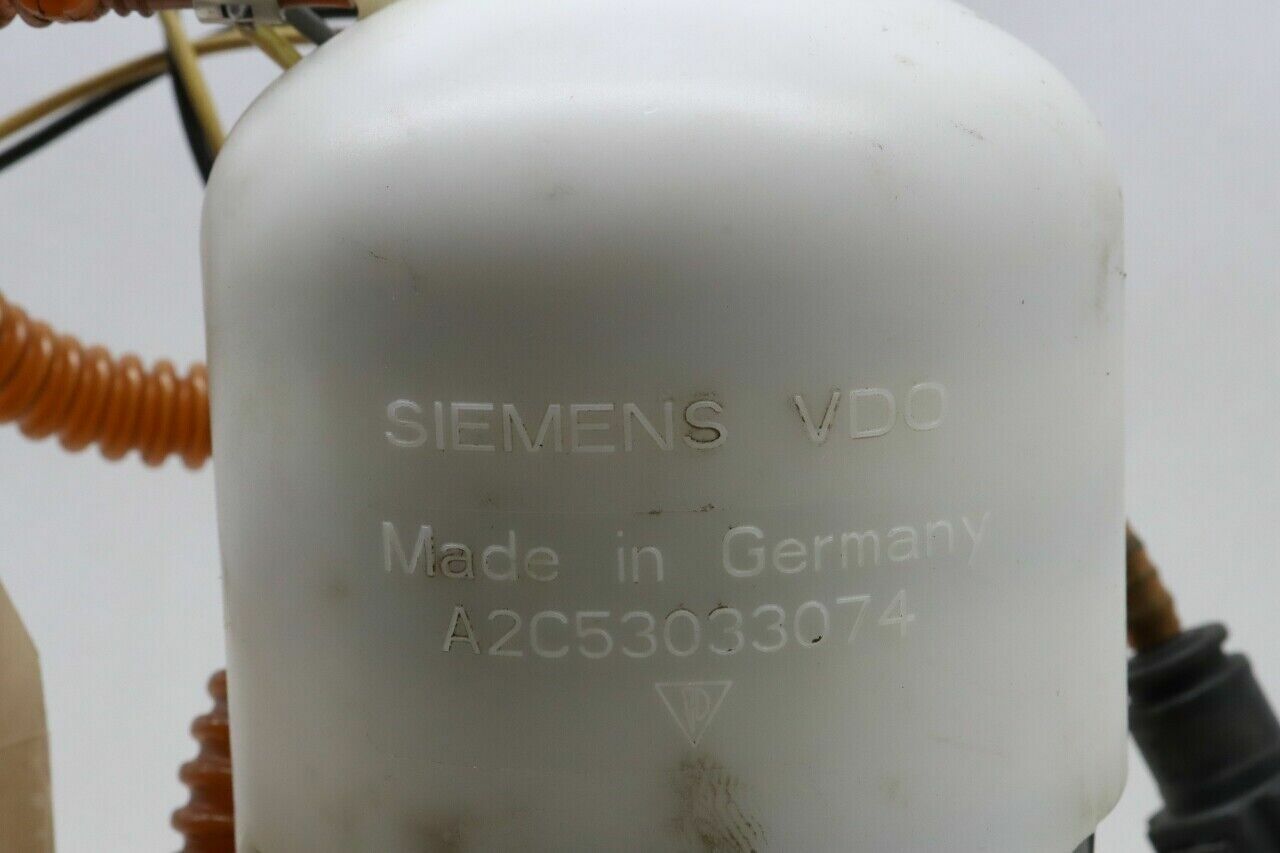 SIEMENS VDO
Made in Germany
A2C53033074